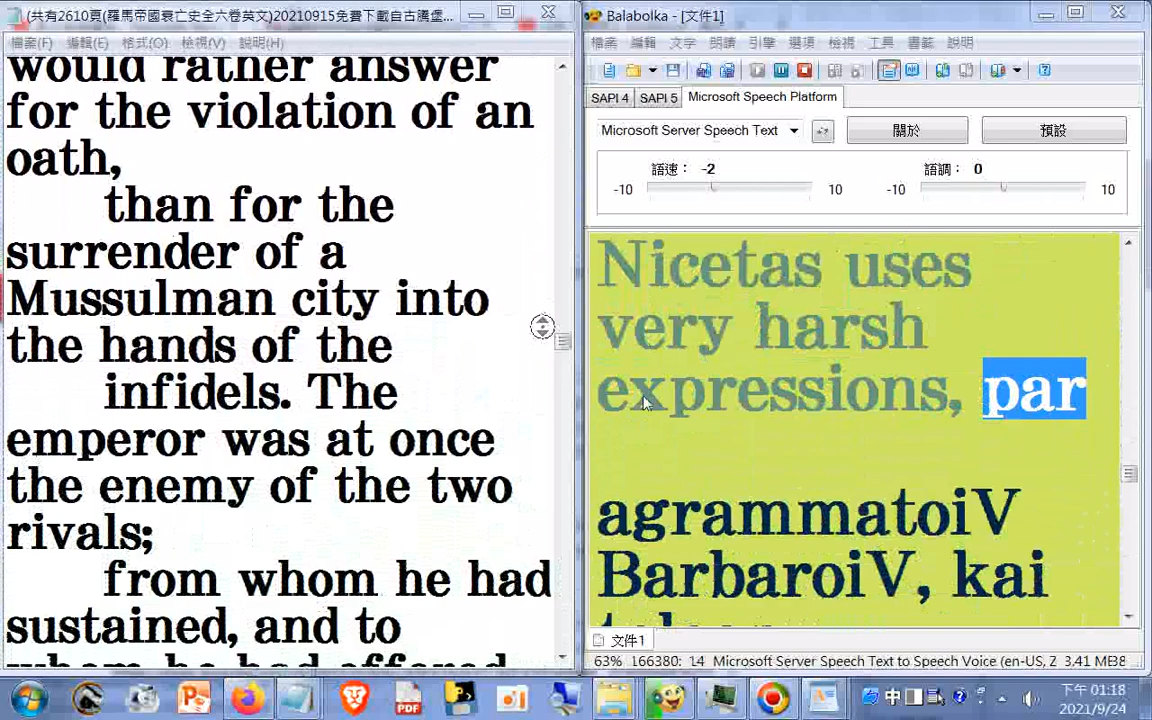 (共有2610頁(羅馬帝國衰亡史全六卷英文)20210915免費下載自古騰堡...
檔案(F) 編輯(E) 格式(O) 檢視(V) 說明(H)
would rather answer
for the violation of an
oath,
than for the
surrender of a
Mussulman city into
the hands of the
infidels. The
emperor was at once
the enemy of the two
rivals;
from whom he had
sustained, and to
whom he had offered
Balabolka - [文件1]
檔案 編輯 文字 朗讀 引擎 選項 檢視 工具 書籤 說明
SAPI 4 SAPI 5 Microsoft Speech Platform
Microsoft Server Speech Text 關於 預設
語速: -2 語調: 0
-10 10 -10 10
Nicetas uses
very harsh
expressions, par
agrammatoiV
BarbaroiV, kai
文件1
63% 166380: 14 Microsoft Server Speech Text to Speech Voice (en-US, Z 3,41 MB
中
下午 01:18
2021/9/24